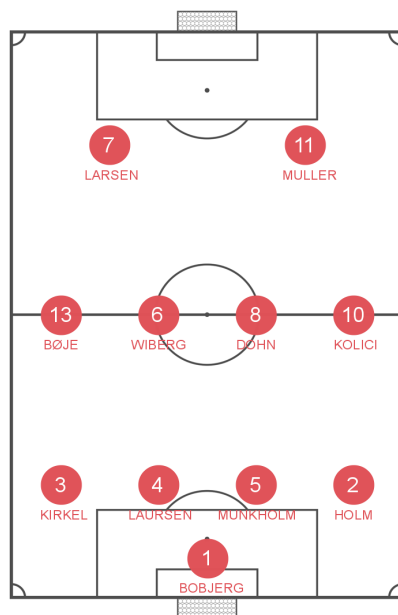 7
LARSEN
11
MULLER
13
BØJE
6
WIBERG
8
DØHN
10
KOLICI
3
KIRKEL
4
LAURSEN
5
MUNKHOLM
2
HOLM
1
BOBJERG